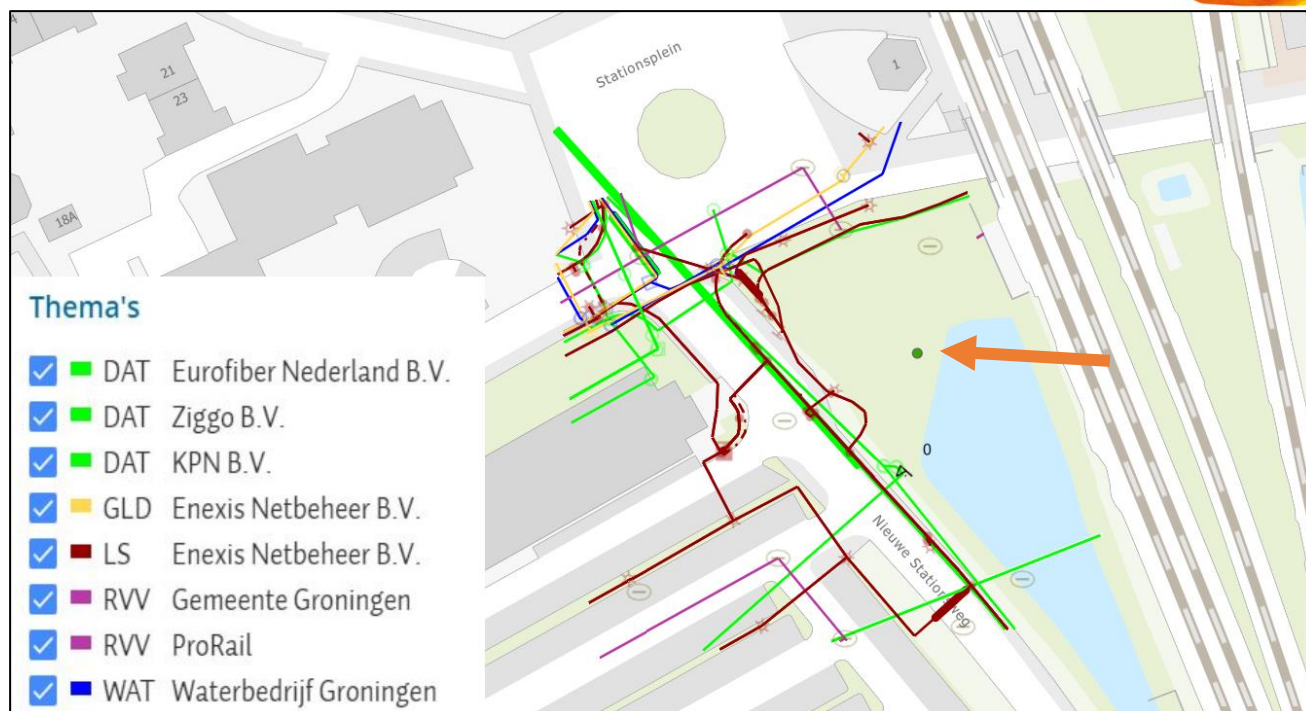 21
23
18A
Stationsplein
1
Thema's
DAT Eurofiber Nederland B.V.
DAT Ziggo B.V.
DAT KPN B.V.
GLD Enexis Netbeheer B.V.
LS Enexis Netbeheer B.V.
RVV Gemeente Groningen
RVV ProRail
WAT Waterbedrijf Groningen
0
Nieuwe Stationsweg